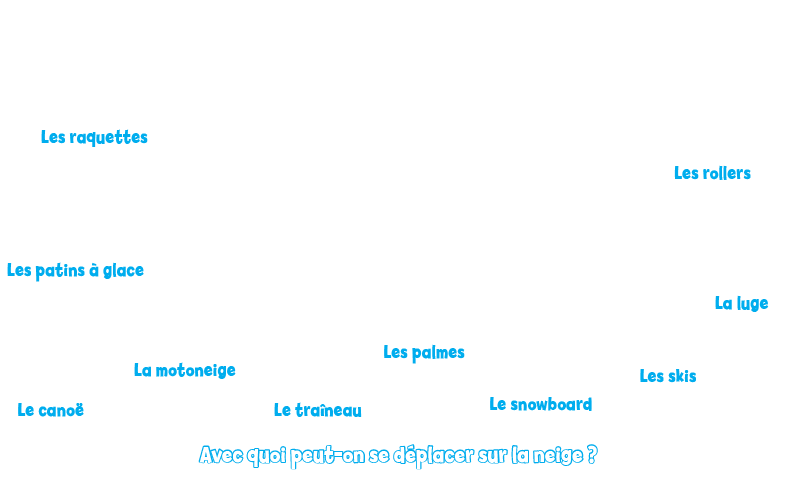 Les raquettes
Les rollers
Les patins à glace
La luge
Les palmes
La motoneige
Les skis
Le canoë
Le traîneau
Le snowboard
Avec quoi peut-on se déplacer sur la neige ?